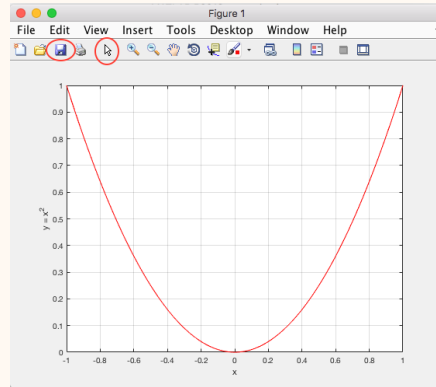 Figure 1
File Edit View Insert Tools Desktop Window Help
1
0.9
0.8
0.7
0.6
0.5
0.4
0.3
0.2
0.1
0
y = x²
-1 -0.8 -0.6 -0.4 -0.2 0 0.2 0.4 0.6 0.8 1
x